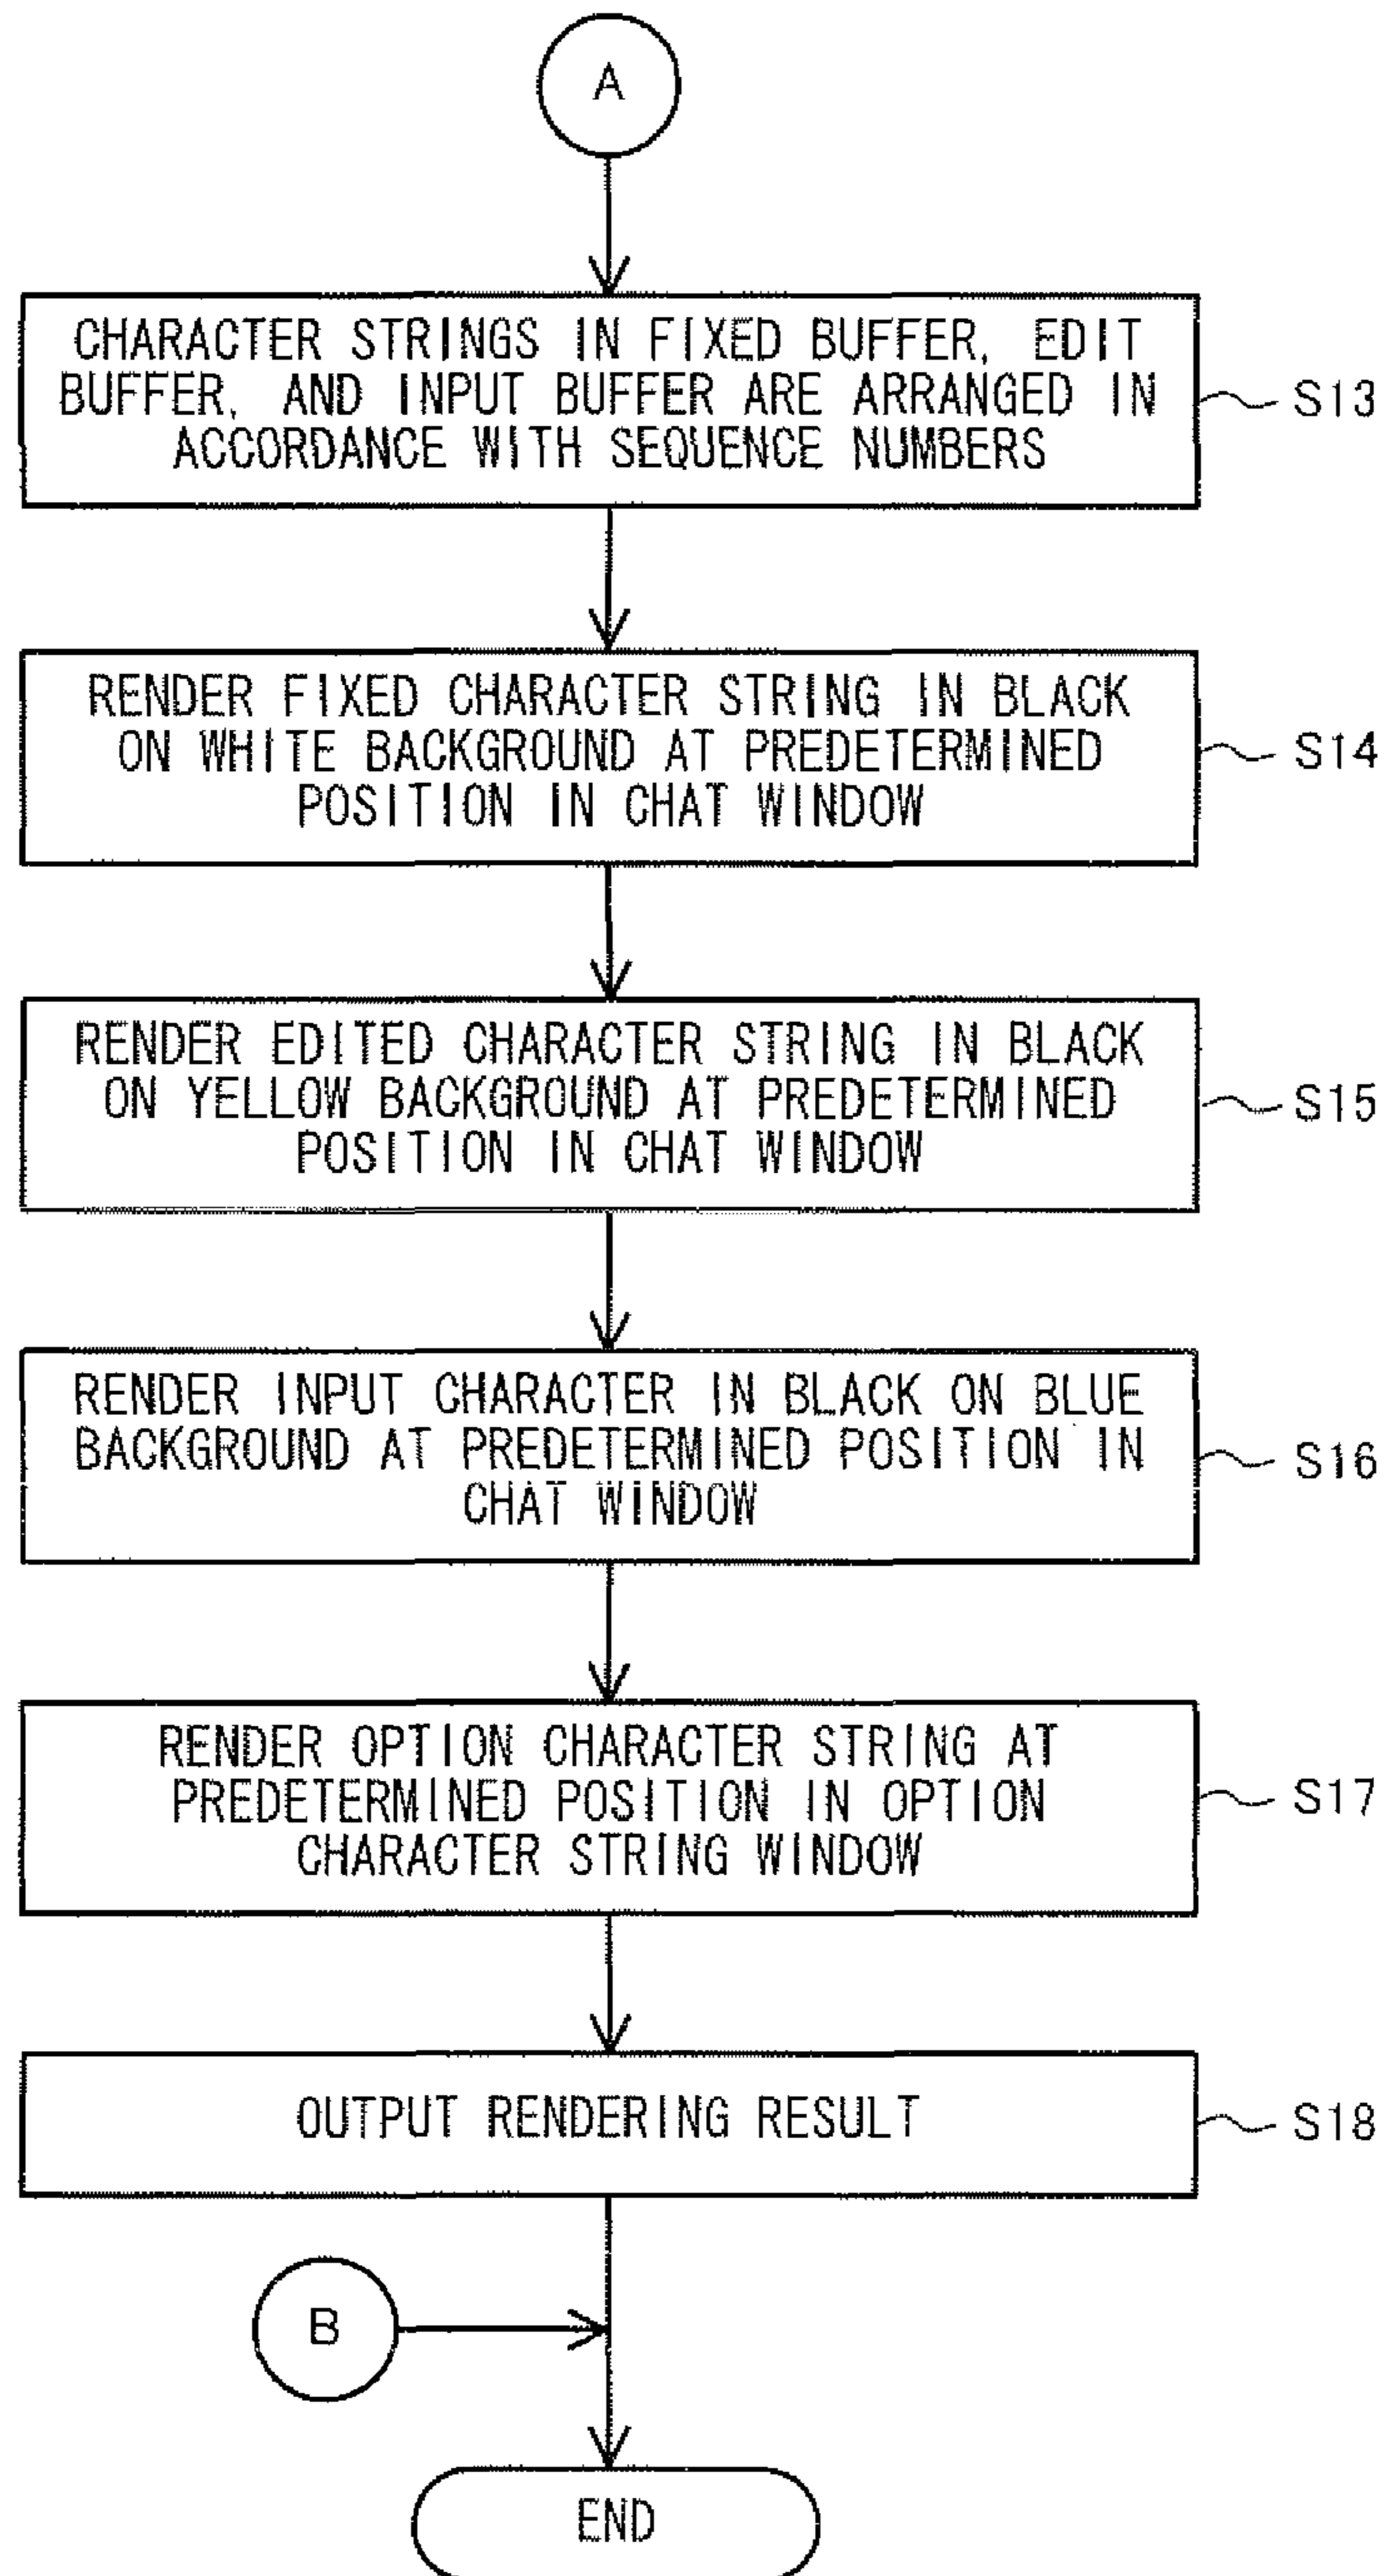 A
CHARACTER STRINGS IN FIXED BUFFER, EDIT
BUFFER, AND INPUT BUFFER ARE ARRANGED IN
ACCORDANCE WITH SEQUENCE NUMBERS
S13
RENDER FIXED CHARACTER STRING IN BLACK
ON WHITE BACKGROUND AT PREDETERMINED
POSITION IN CHAT WINDOW
S14
RENDER EDITED CHARACTER STRING IN BLACK
ON YELLOW BACKGROUND AT PREDETERMINED
POSITION IN CHAT WINDOW
S15
RENDER INPUT CHARACTER IN BLACK ON BLUE
BACKGROUND AT PREDETERMINED POSITION IN
CHAT WINDOW
S16
RENDER OPTION CHARACTER STRING AT
PREDETERMINED POSITION IN OPTION
CHARACTER STRING WINDOW
S17
OUTPUT RENDERING RESULT
S18
B
END